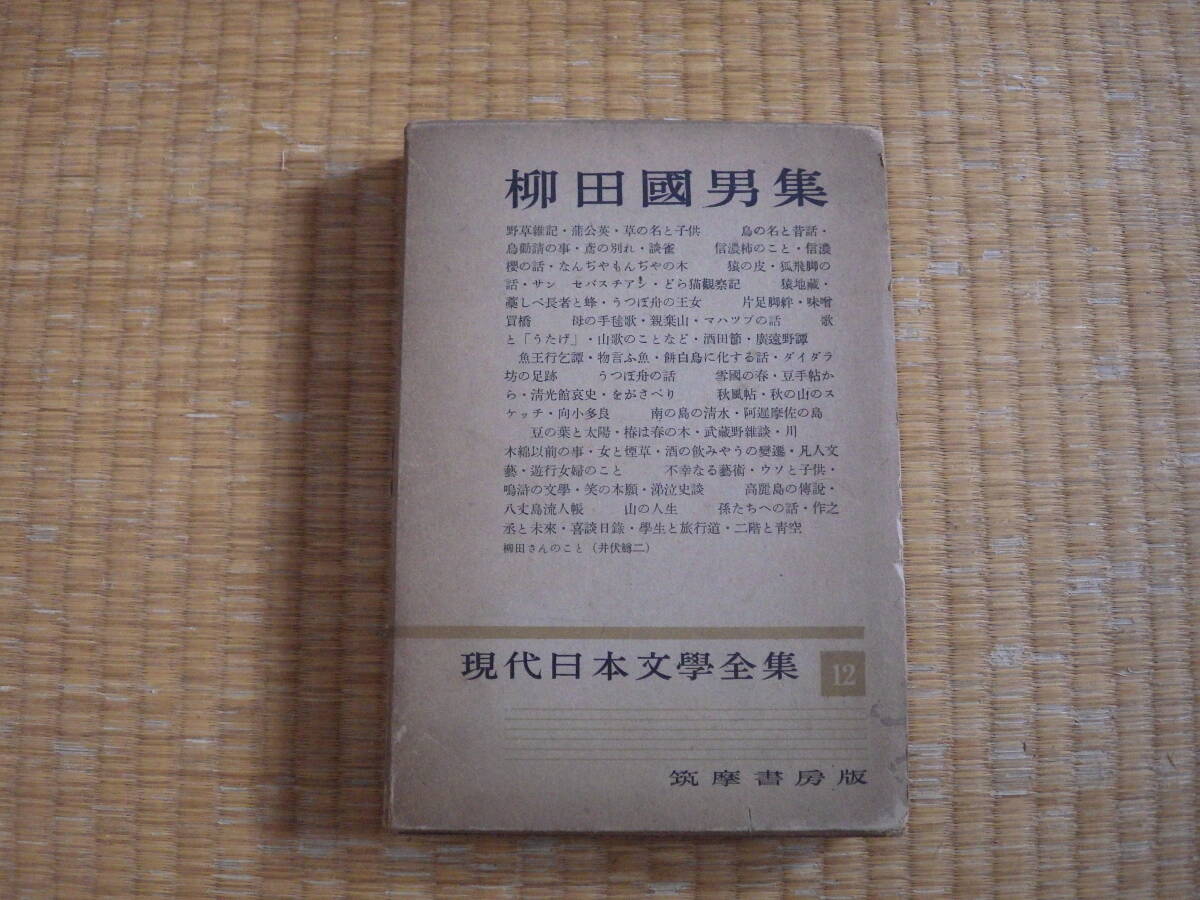 柳田國男集
野草雑記・蒲公英・草の名と子供　鳥の名と昔話・
烏勸請の事・鳶の別れ・談雀　信濃柿のこと・信濃
櫻の話・なんぢやもんぢやの木　猿の皮・狐飛脚の
話・サン　セバスチアン・どら猫觀察記　猿地藏・
藁しべ長者と蜂・うつぼ舟の王女　片足脚絆・味噌
買橋　母の手毬歌・親棄山・マハツブの話　歌
と「うたげ」・山歌のことなど・酒田節・廣遠野譚
魚王行乞譚・物言ふ魚・餅白鳥に化する話・ダイダラ
坊の足跡　うつぼ舟の話　雪國の春・豆手帖か
ら・清光館哀史・をがさべり　秋風帖・秋の山のス
ケッチ・向小多良　南の島の清水・阿遲摩佐の島
豆の葉と太陽・椿は春の木・武蔵野雜談・川
木綿以前の事・女と煙草・酒の飲みやうの變遷・凡人文
藝・遊行女婦のこと　不幸なる藝術・ウソと子供・
嗚滸の文學・笑の本願・涕泣史談　高麗島の傳說・
八丈島流人帳　山の人生　孫たちへの話・作之
丞と未來・喜談日錄・學生と旅行道・二階と靑空
柳田さんのこと（井伏鱒二）
現代日本文學全集 12
筑摩書房版